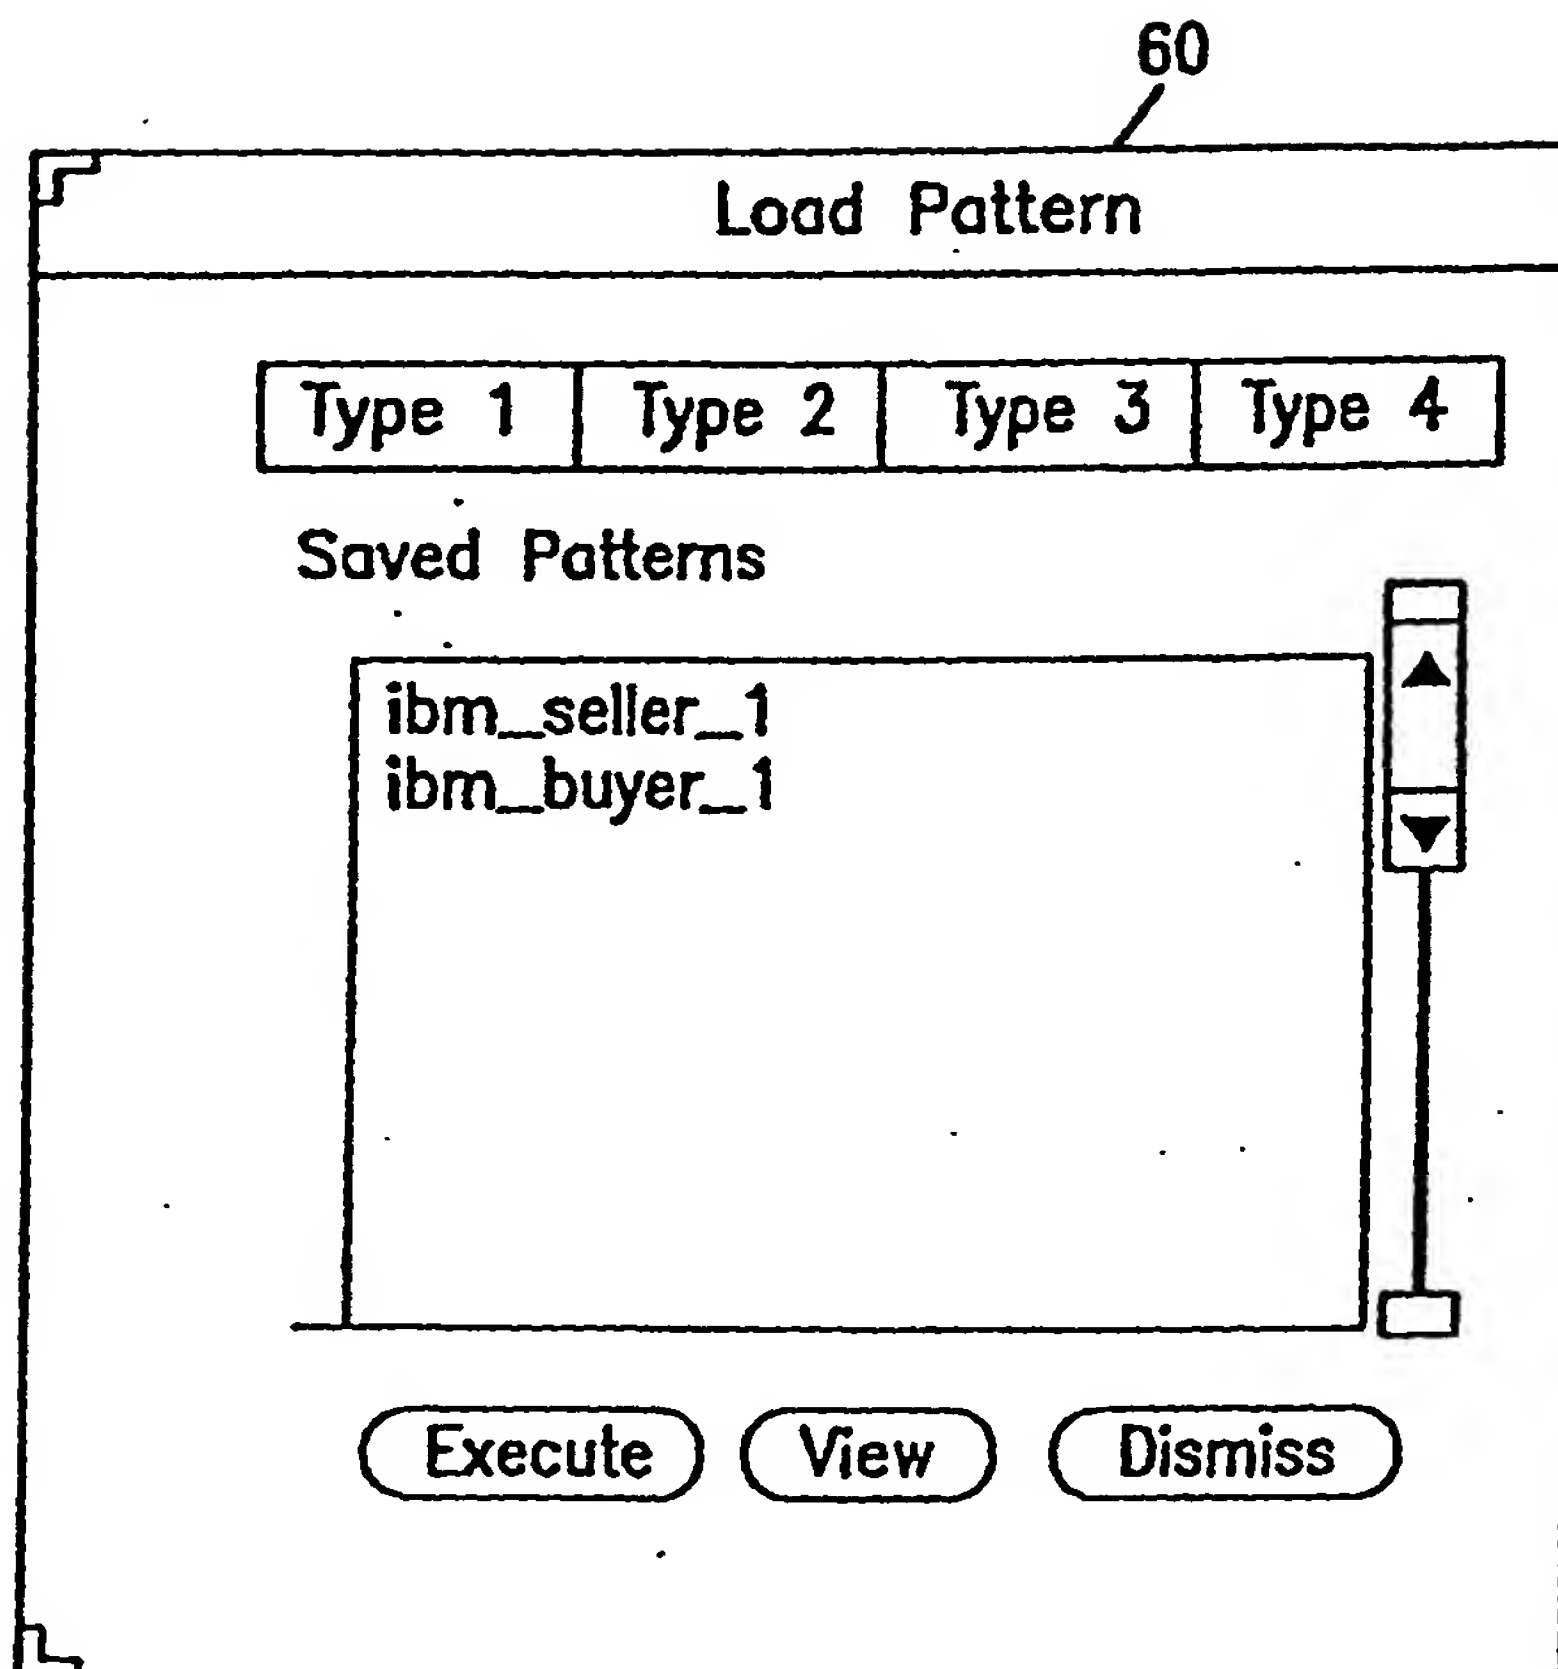 60
Load Pattern
Type 1 Type 2 Type 3 Type 4
Saved Patterns
ibm_seller_1
ibm_buyer_1
Execute View Dismiss